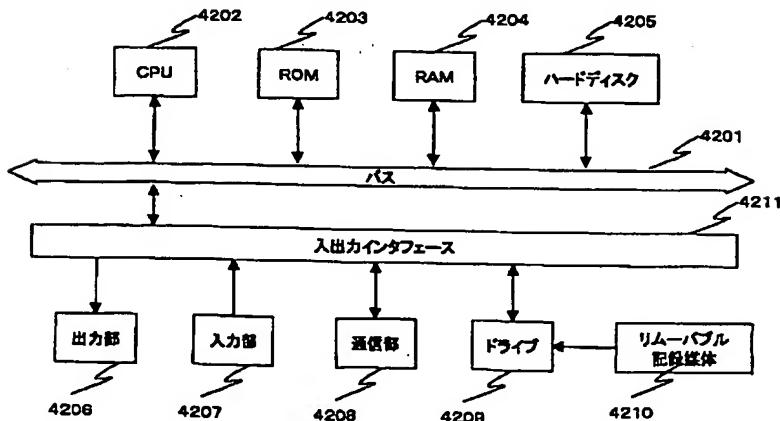 4202
4203
4204
4205
CPU
ROM
RAM
ハードディスク
4201
バス
4211
入出力インタフェース
出力部
入力部
通信部
ドライブ
リムーバブル
記録媒体
4206
4207
4208
4209
4210